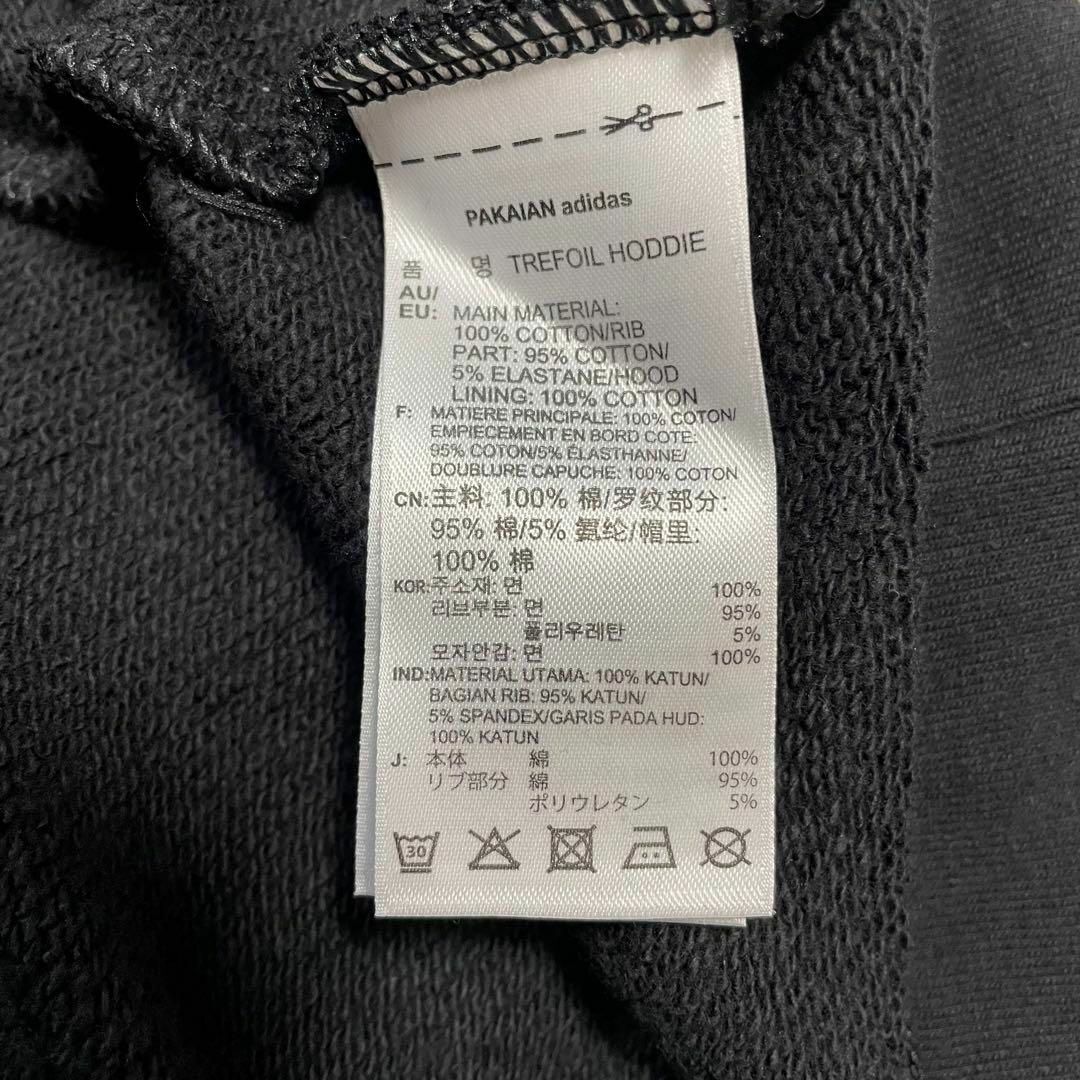 PAKAIAN adidas
품 명 TREFOIL HODDIE
AU/
EU: MAIN MATERIAL:
100% COTTON/RIB
PART: 95% COTTON/
5% ELASTANE/HOOD
LINING: 100% COTTON
F: MATIERE PRINCIPALE: 100% COTON/
EMPIECEMENT EN BORD COTE:
95% COTON/5% ÉLASTHANNE/
DOUBLURE CAPUCHE: 100% COTON
CN:主料: 100% 棉/罗纹部分:
95% 棉/5% 氨纶/帽里:
100% 棉
KOR:주소재: 면 100%
리브부분: 면 95%
폴리우레탄 5%
모자안감: 면 100%
IND:MATERIAL UTAMA: 100% KATUN/
BAGIAN RIB: 95% KATUN/
5% SPANDEX/GARIS PADA HUD:
100% KATUN
J: 本体 綿 100%
リブ部分 綿 95%
ポリウレタン 5%
30